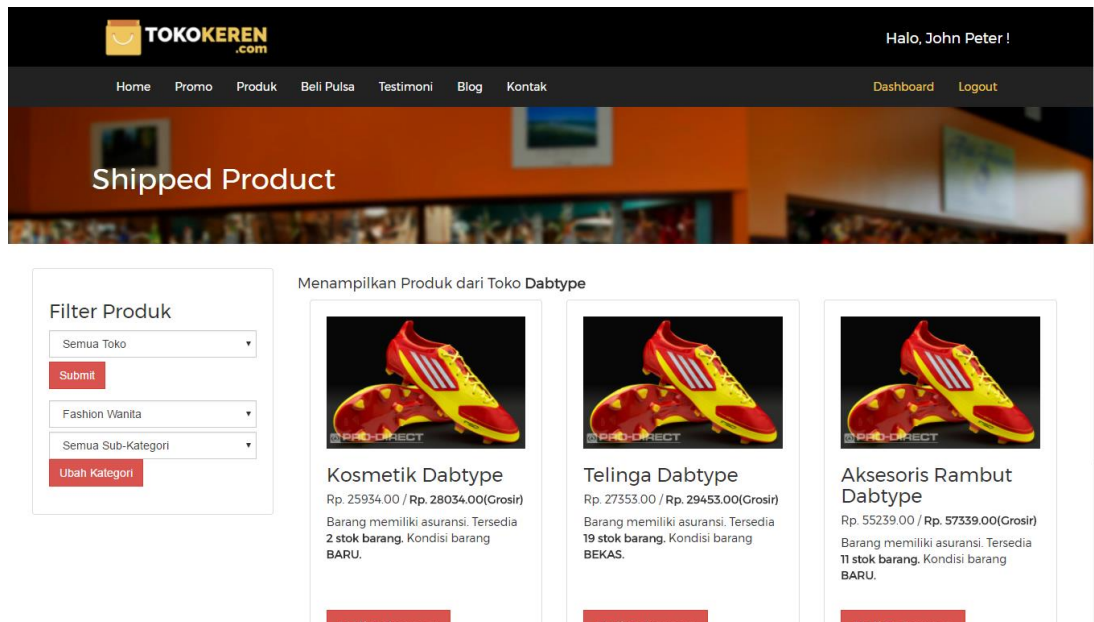 TOKOKEREN
.com
Halo, John Peter !
Home Promo Produk Beli Pulsa Testimoni Blog Kontak Dashboard Logout
Shipped Product
Filter Produk
Semua Toko
Submit
Fashion Wanita
Semua Sub-Kategori
Ubah Kategori
Menampilkan Produk dari Toko Dabtype
PRO-DIRECT
Kosmetik Dabtype
Rp. 25934.00 / Rp. 28034.00(Grosir)
Barang memiliki asuransi. Tersedia
2 stok barang. Kondisi barang
BARU.
PRO-DIRECT
Telinga Dabtype
Rp. 27353.00 / Rp. 29453.00(Grosir)
Barang memiliki asuransi. Tersedia
19 stok barang. Kondisi barang
BEKAS.
PRO-DIRECT
Aksesoris Rambut
Dabtype
Rp. 55239.00 / Rp. 57339.00(Grosir)
Barang memiliki asuransi. Tersedia
11 stok barang. Kondisi barang
BARU.